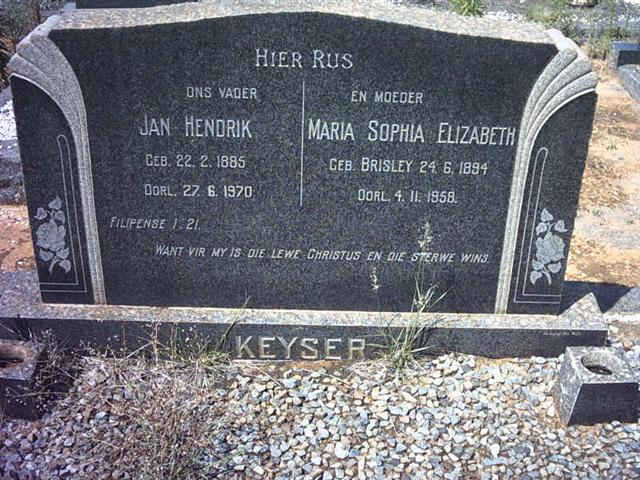 HIER RUS
ONS VADER
JAN HENDRIK
GEB. 22. 2. 1885
OORL. 27. 6. 1970
EN MOEDER
MARIA SOPHIA ELIZABETH
GEB. BRISLEY 24. 6. 1894
OORL. 4. 11. 1958.
FILIPENSE 1. 21.
WANT VIR MY IS DIE LEWE CHRISTUS EN DIE STERWE WINS.
KEYSER